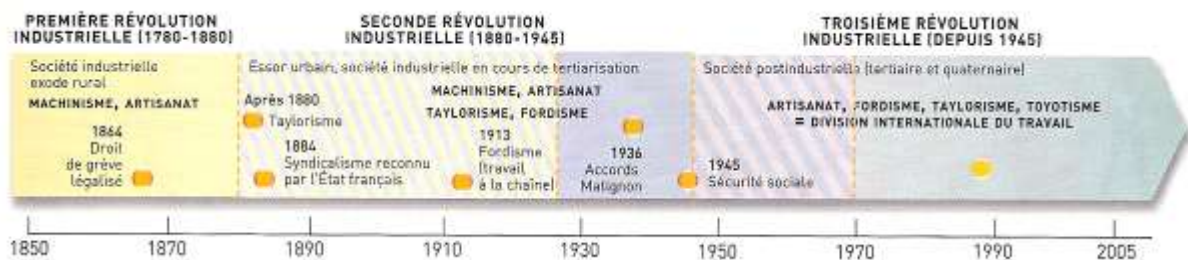 PREMIÈRE RÉVOLUTION
INDUSTRIELLE (1780-1880)
SECONDE RÉVOLUTION
INDUSTRIELLE (1880-1945)
TROISIÈME RÉVOLUTION
INDUSTRIELLE (DEPUIS 1945)
Société industrielle
exode rural
MACHINISME, ARTISANAT
1864
Droit
de grève
légalisé
Essor urbain, société industrielle en cours de tertiarisation
MACHINISME, ARTISANAT
TAYLORISME, FORDISME
Après 1880
Taylorisme
1884
Syndicalisme reconnu
par l'État français
1913
Fordisme
(travail
à la chaîne)
1936
Accords
Matignon
Société postindustrielle (tertiaire et quaternaire)
ARTISANAT, FORDISME, TAYLORISME, TOYOTISME
= DIVISION INTERNATIONALE DU TRAVAIL
1945
Sécurité sociale
1850
1870
1890
1910
1930
1950
1970
1990
2005